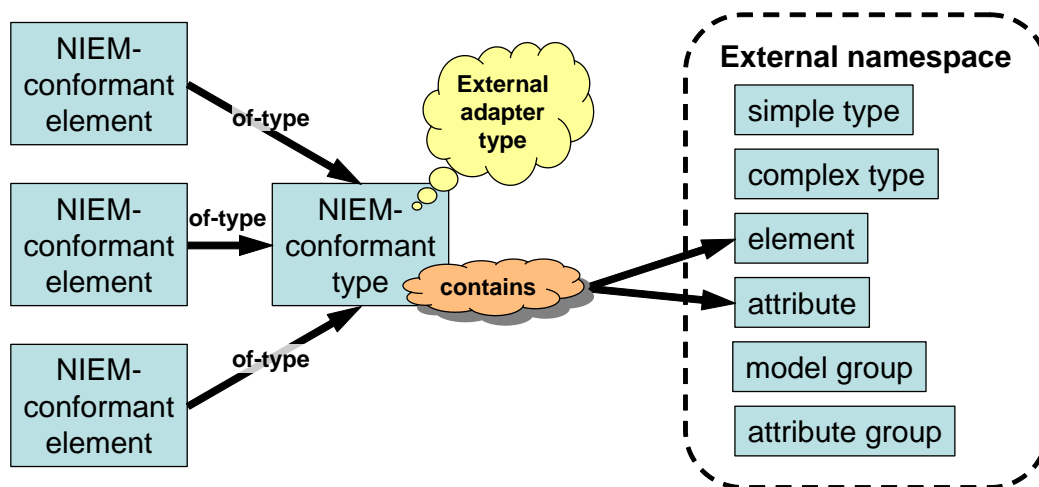 NIEM-
conformant
element
of-type
NIEM-
conformant
element
of-type
NIEM-
conformant
element
of-type
External
adapter
type
NIEM-
conformant
type
contains
External namespace
simple type
complex type
element
attribute
model group
attribute group